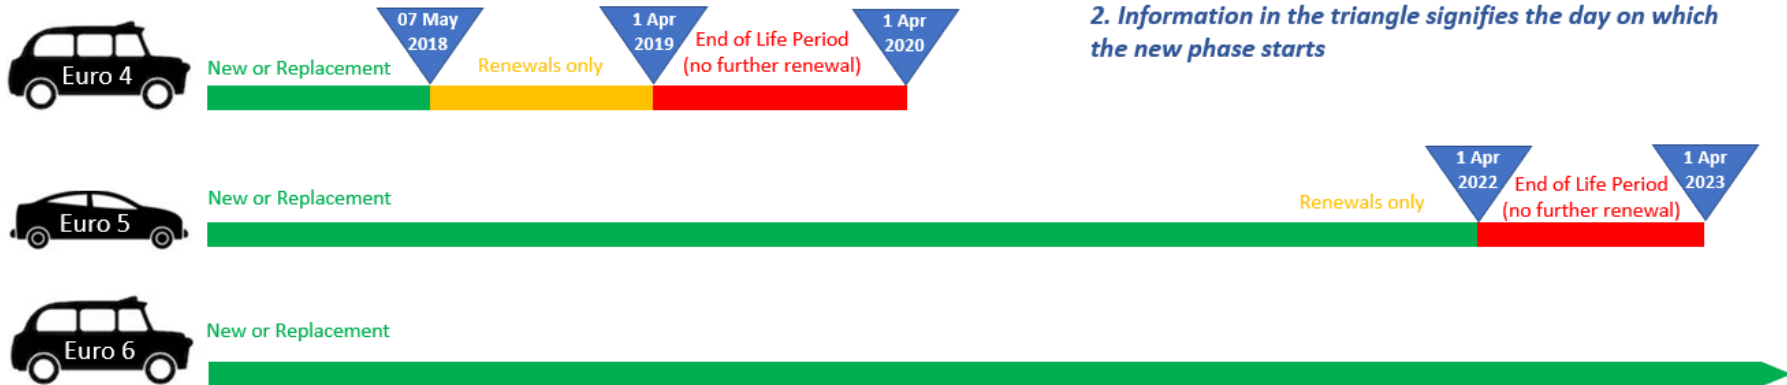 07 May
2018
1 Apr
2019
1 Apr
2020
2. Information in the triangle signifies the day on which
the new phase starts
Euro 4
New or Replacement
Renewals only
End of Life Period
(no further renewal)
1 Apr
2022
1 Apr
2023
Euro 5
New or Replacement
Renewals only
End of Life Period
(no further renewal)
Euro 6
New or Replacement